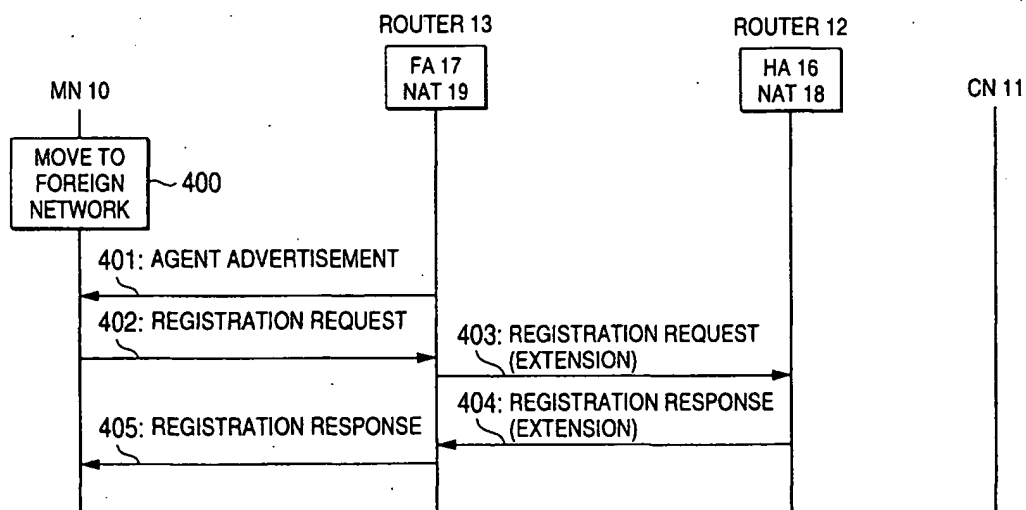 ROUTER 13
ROUTER 12
FA 17
NAT 19
HA 16
NAT 18
MN 10
CN 11
MOVE TO
FOREIGN
NETWORK
400
401: AGENT ADVERTISEMENT
402: REGISTRATION REQUEST
403: REGISTRATION REQUEST
(EXTENSION)
404: REGISTRATION RESPONSE
(EXTENSION)
405: REGISTRATION RESPONSE